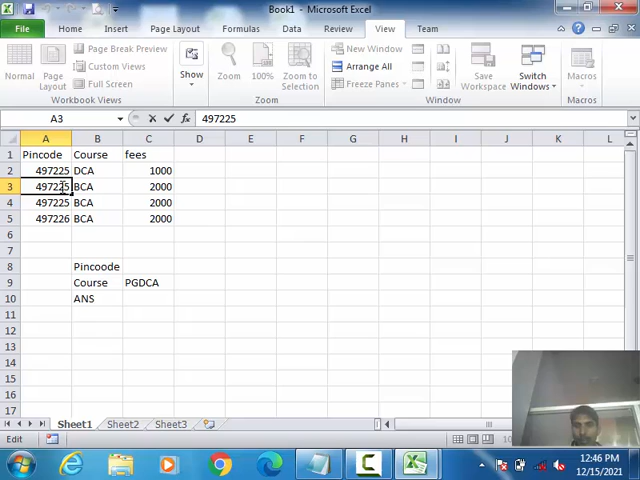 Book1 - Microsoft Excel
File Home Insert Page Layout Formulas Data Review View Team
Normal
Page Layout
Page Break Preview
Custom Views
Full Screen
Workbook Views
Show
Zoom
100%
Zoom to Selection
Zoom
New Window
Arrange All
Freeze Panes
Window
Save Workspace
Switch Windows
Macros
Macros
A3 fx 497225
A B C D E F G H I J K L
1 Pincode Course fees
2 497225 DCA 1000
3 497225 BCA 2000
4 497225 BCA 2000
5 497226 BCA 2000
6
7
8 Pincoode
9 Course PGDCA
10 ANS
11
12
13
14
15
16
17
Sheet1 Sheet2 Sheet3
Edit
12:46 PM
12/15/2021